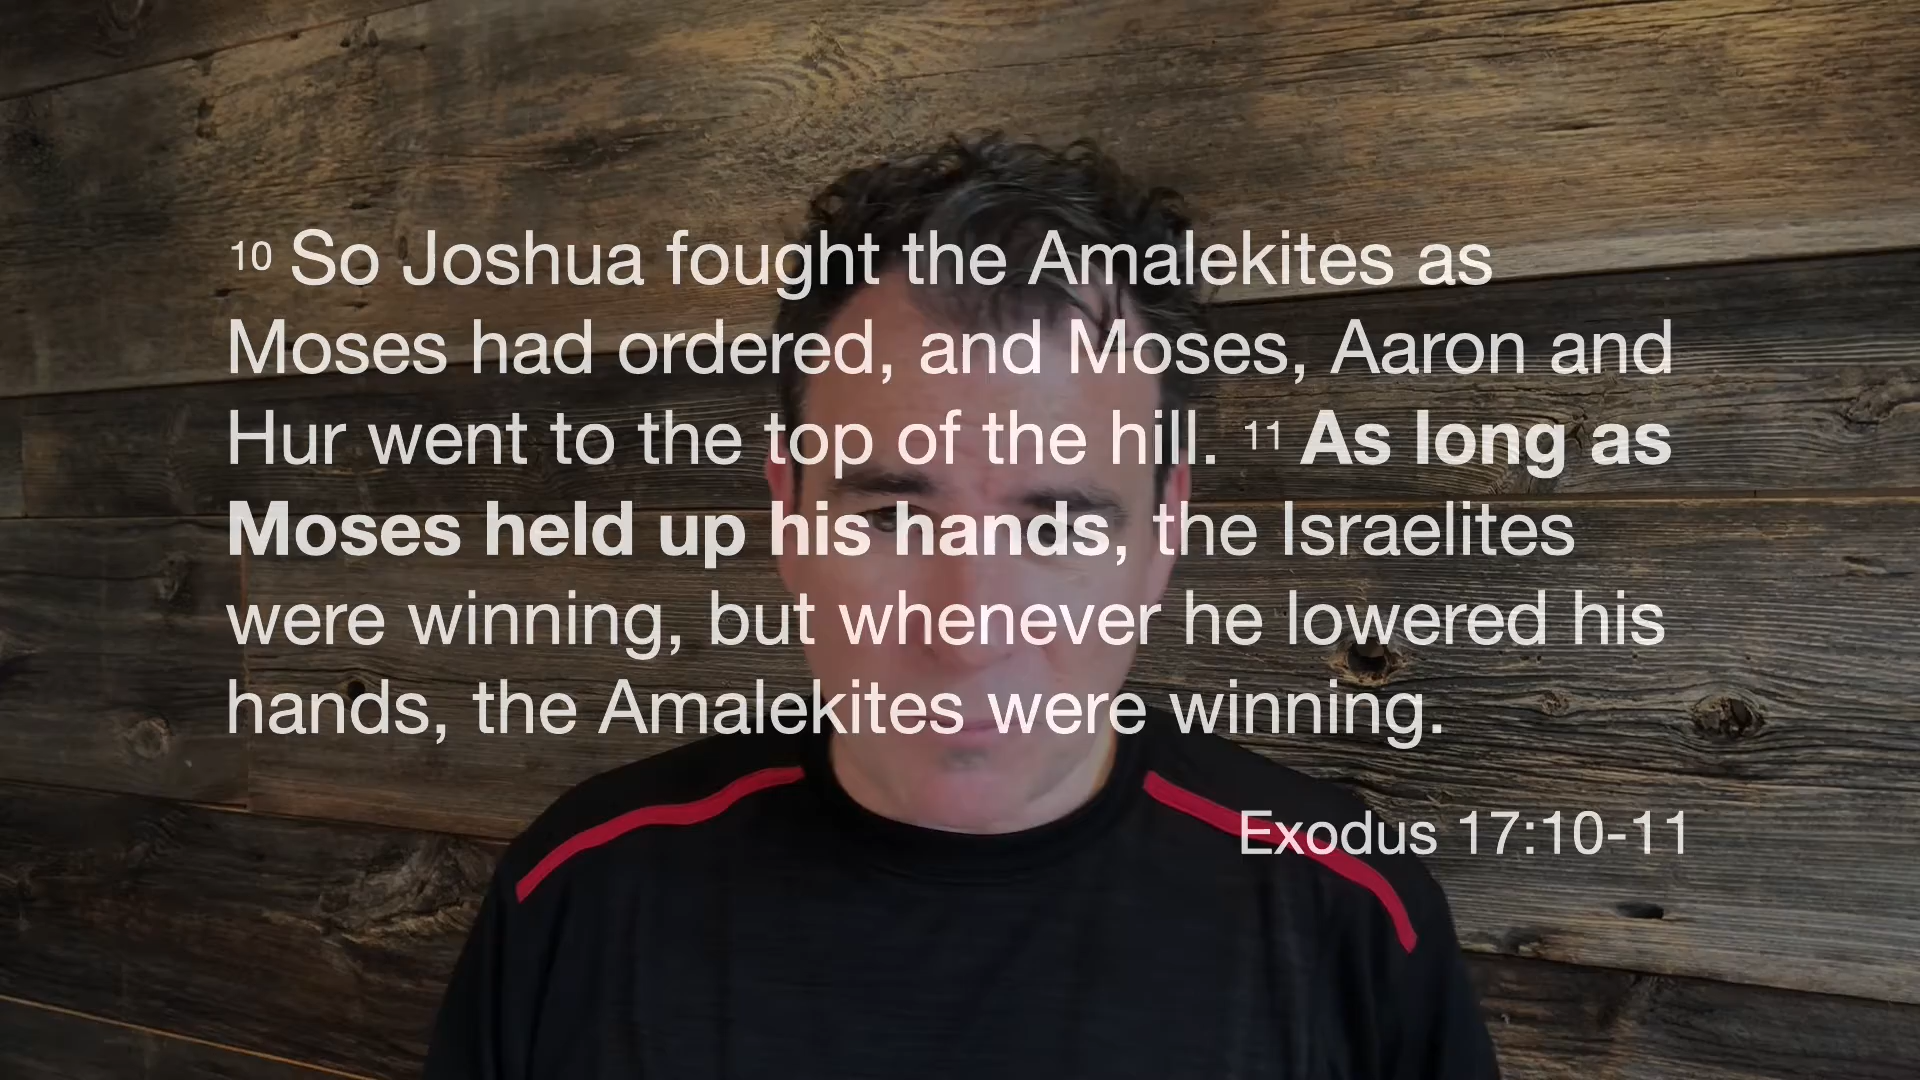 10 So Joshua fought the Amalekites as
Moses had ordered, and Moses, Aaron and
Hur went to the top of the hill. 11 As long as
Moses held up his hands, the Israelites
were winning, but whenever he lowered his
hands, the Amalekites were winning.
Exodus 17:10-11